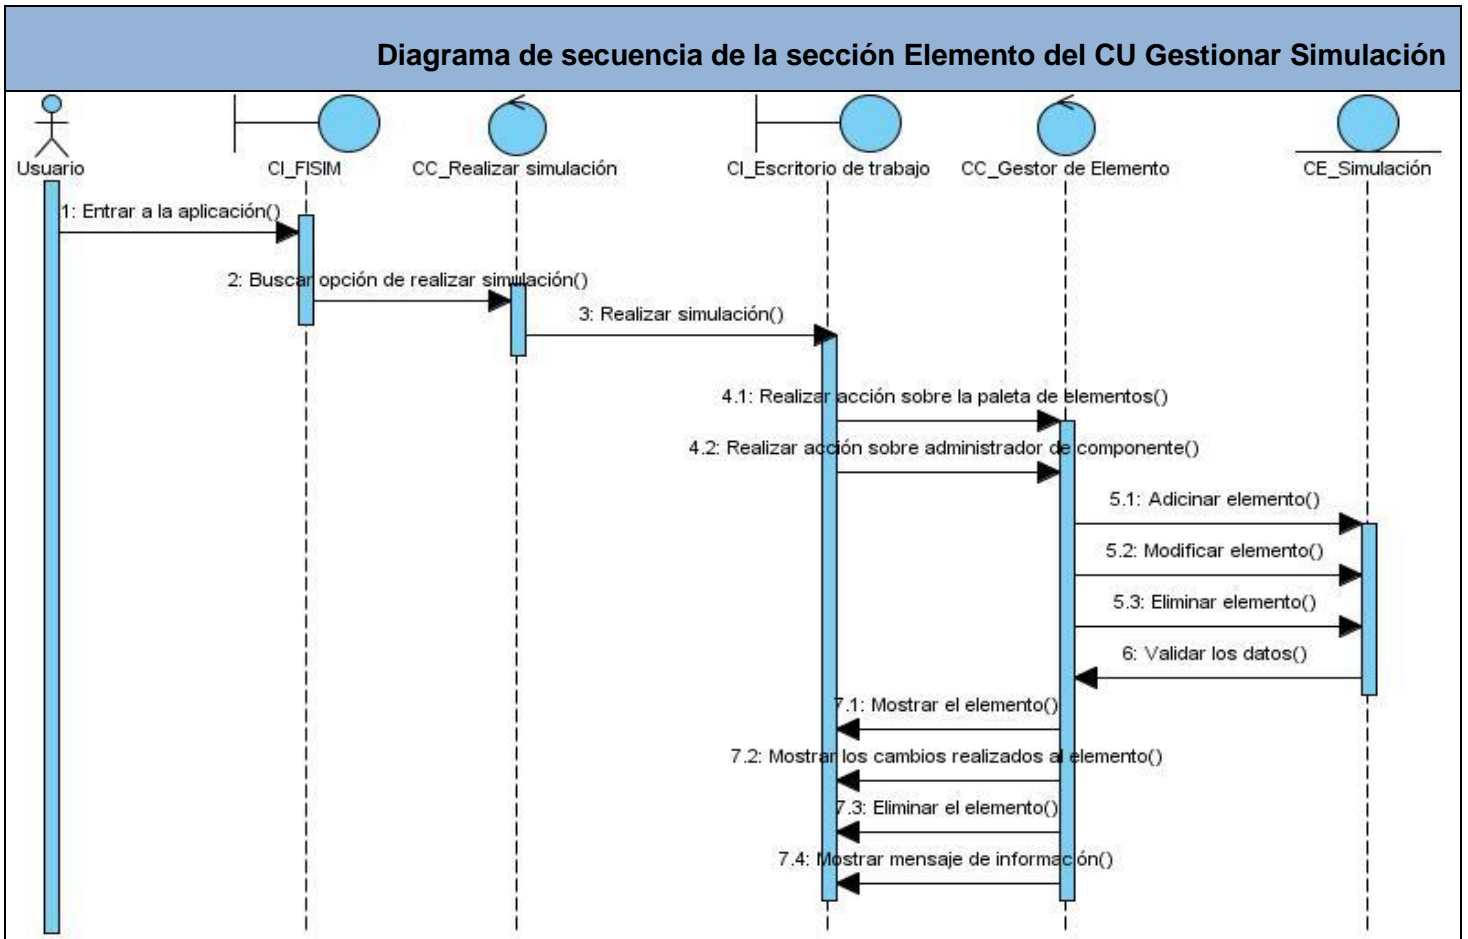 Diagrama de secuencia de la sección Elemento del CU Gestionar Simulación
Usuario
CI_FISIM
CC_Realizar simulación
CI_Escritorio de trabajo
CC_Gestor de Elemento
CE_Simulación
1: Entrar a la aplicación()
2: Buscar opción de realizar simulación()
3: Realizar simulación()
4.1: Realizar acción sobre la paleta de elementos()
4.2: Realizar acción sobre administrador de componente()
5.1: Adicinar elemento()
5.2: Modificar elemento()
5.3: Eliminar elemento()
6: Validar los datos()
7.1: Mostrar el elemento()
7.2: Mostrar los cambios realizados al elemento()
7.3: Eliminar el elemento()
7.4: Mostrar mensaje de información()